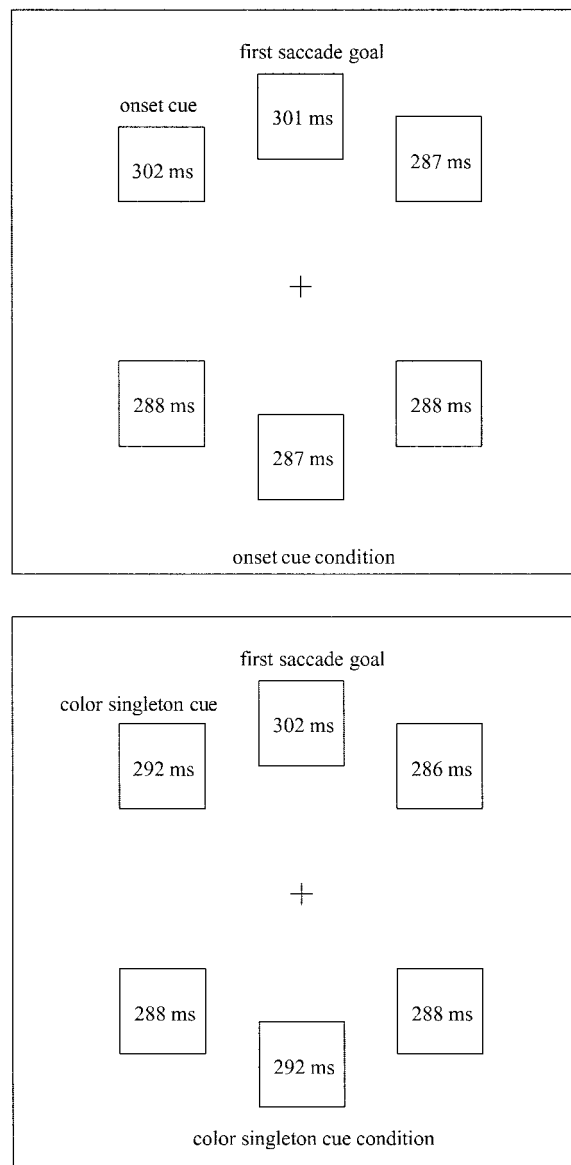 first saccade goal
onset cue
301 ms
302 ms
287 ms
288 ms
288 ms
287 ms
onset cue condition
first saccade goal
color singleton cue
302 ms
292 ms
286 ms
288 ms
288 ms
292 ms
color singleton cue condition